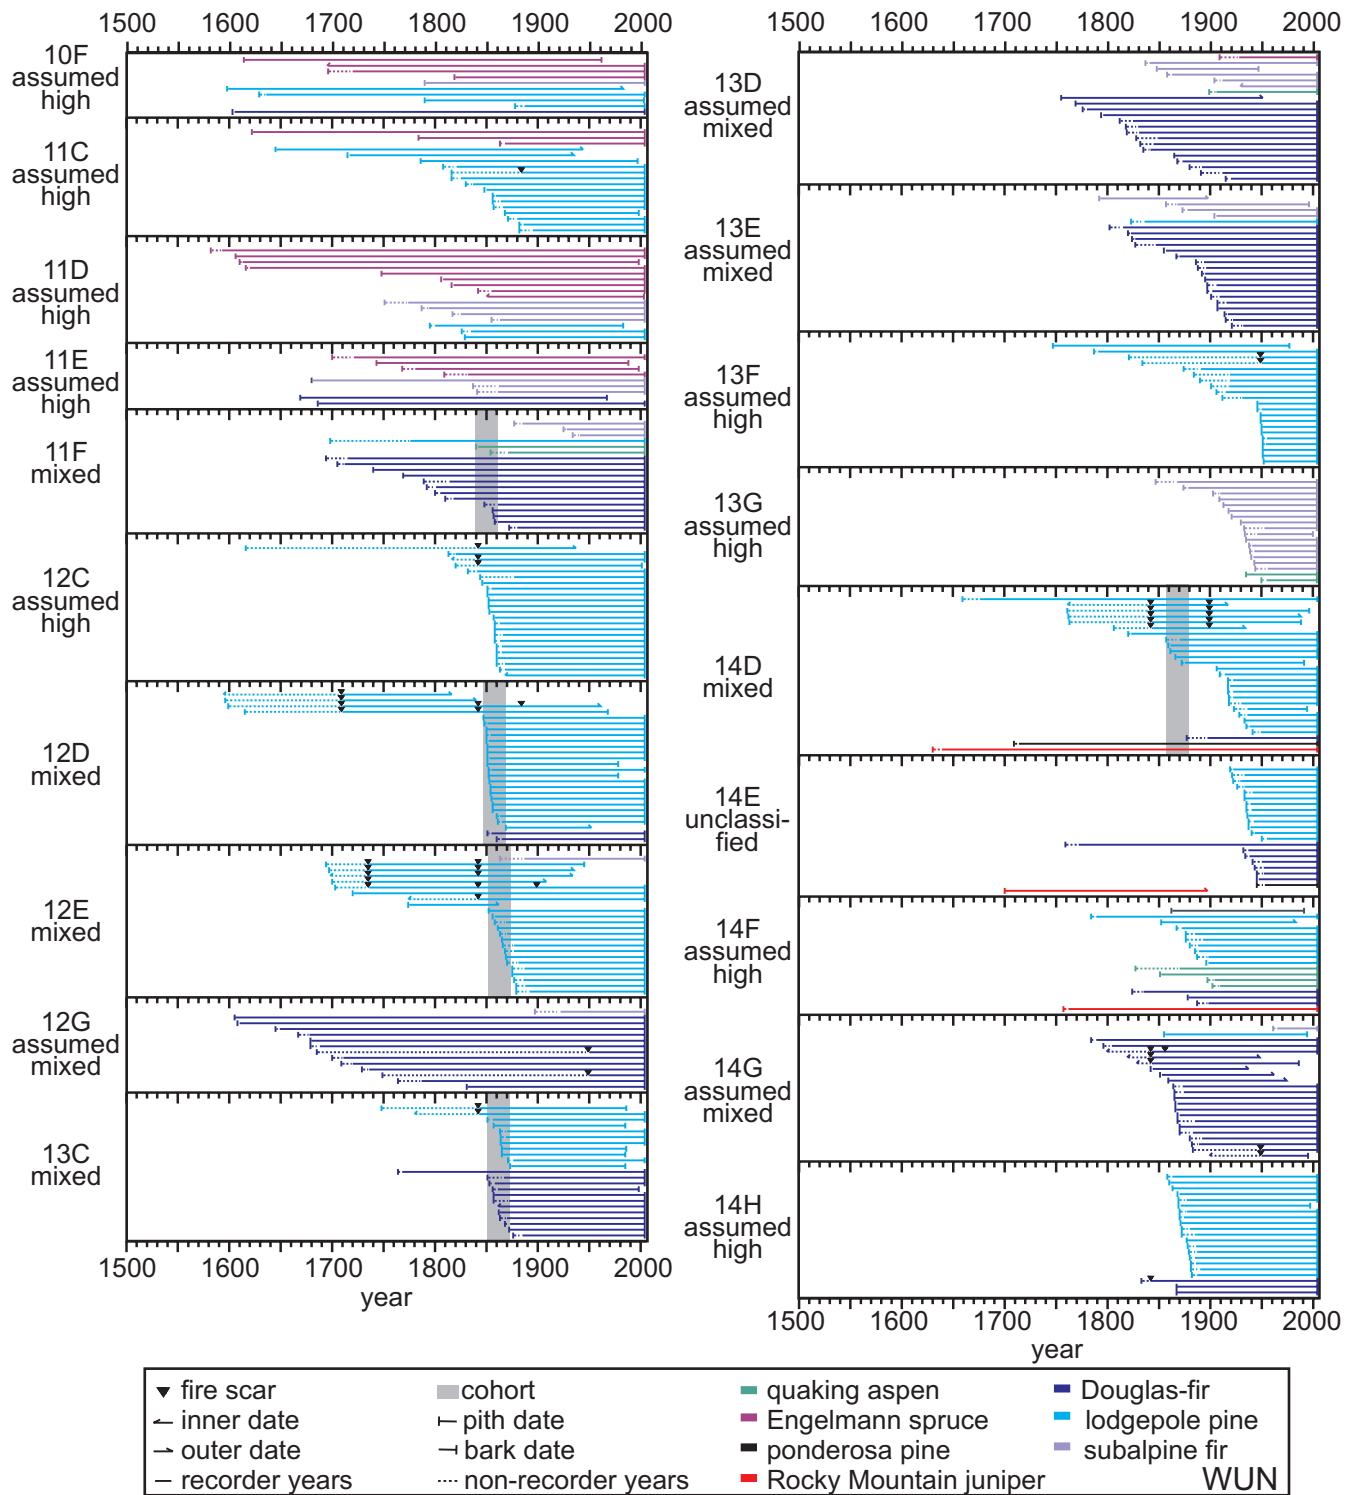 1500 1600 1700 1800 1900 2000
10F
assumed
high
11C
assumed
high
11D
assumed
high
11E
assumed
high
11F
mixed
12C
assumed
high
12D
mixed
12E
mixed
12G
assumed
mixed
13C
mixed
1500 1600 1700 1800 1900 2000
year
1500 1600 1700 1800 1900 2000
13D
assumed
mixed
13E
assumed
mixed
13F
assumed
high
13G
assumed
high
14D
mixed
14E
unclassi-
fied
14F
assumed
high
14G
assumed
mixed
14H
assumed
high
1500 1600 1700 1800 1900 2000
year
fire scar cohort quaking aspen Douglas-fir
inner date pith date Engelmann spruce lodgepole pine
outer date bark date ponderosa pine subalpine fir
recorder years non-recorder years Rocky Mountain juniper WUN